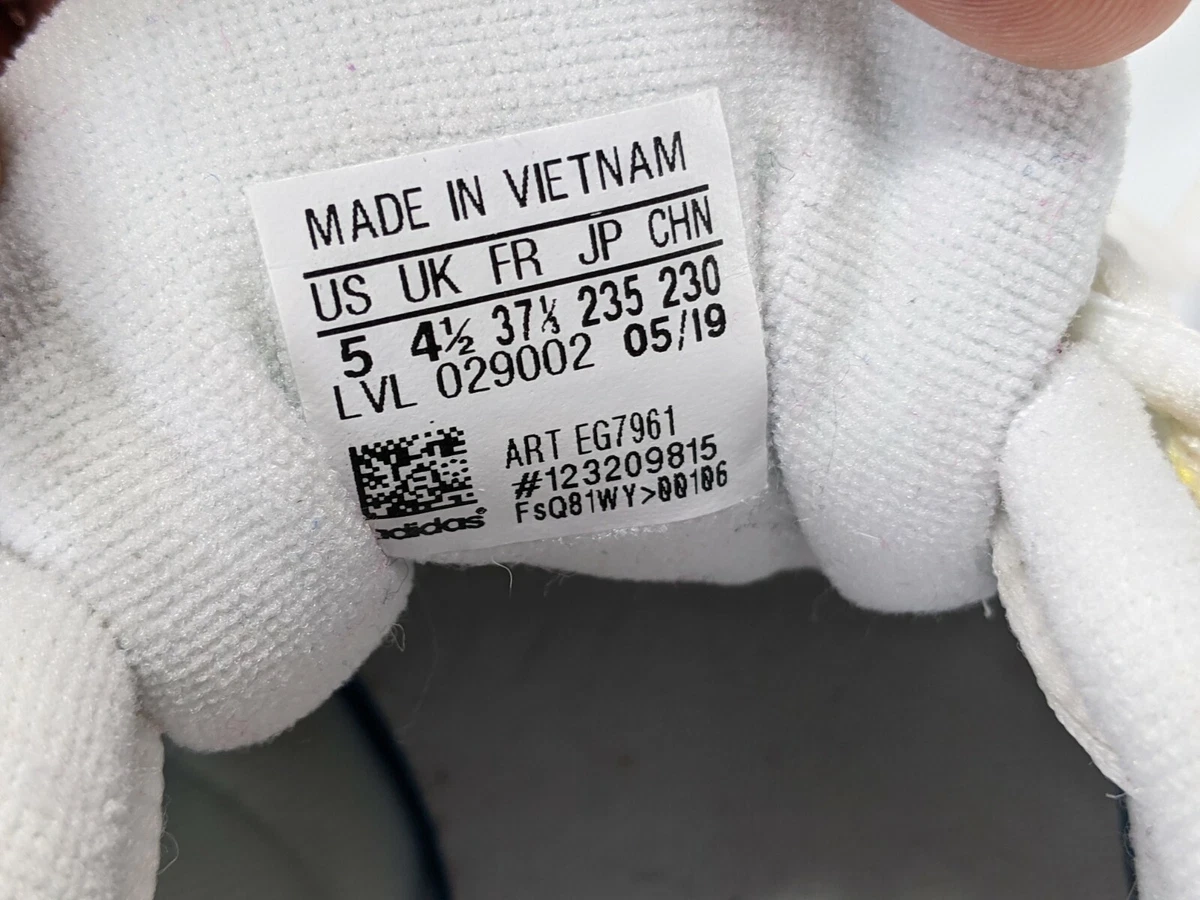 MADE IN VIETNAM
US UK FR JP CHN
5 4½ 37⅓ 235 230
LVL 029002 05/19
ART EG7961
#123209815
FsQ81WY>00106
adidas®